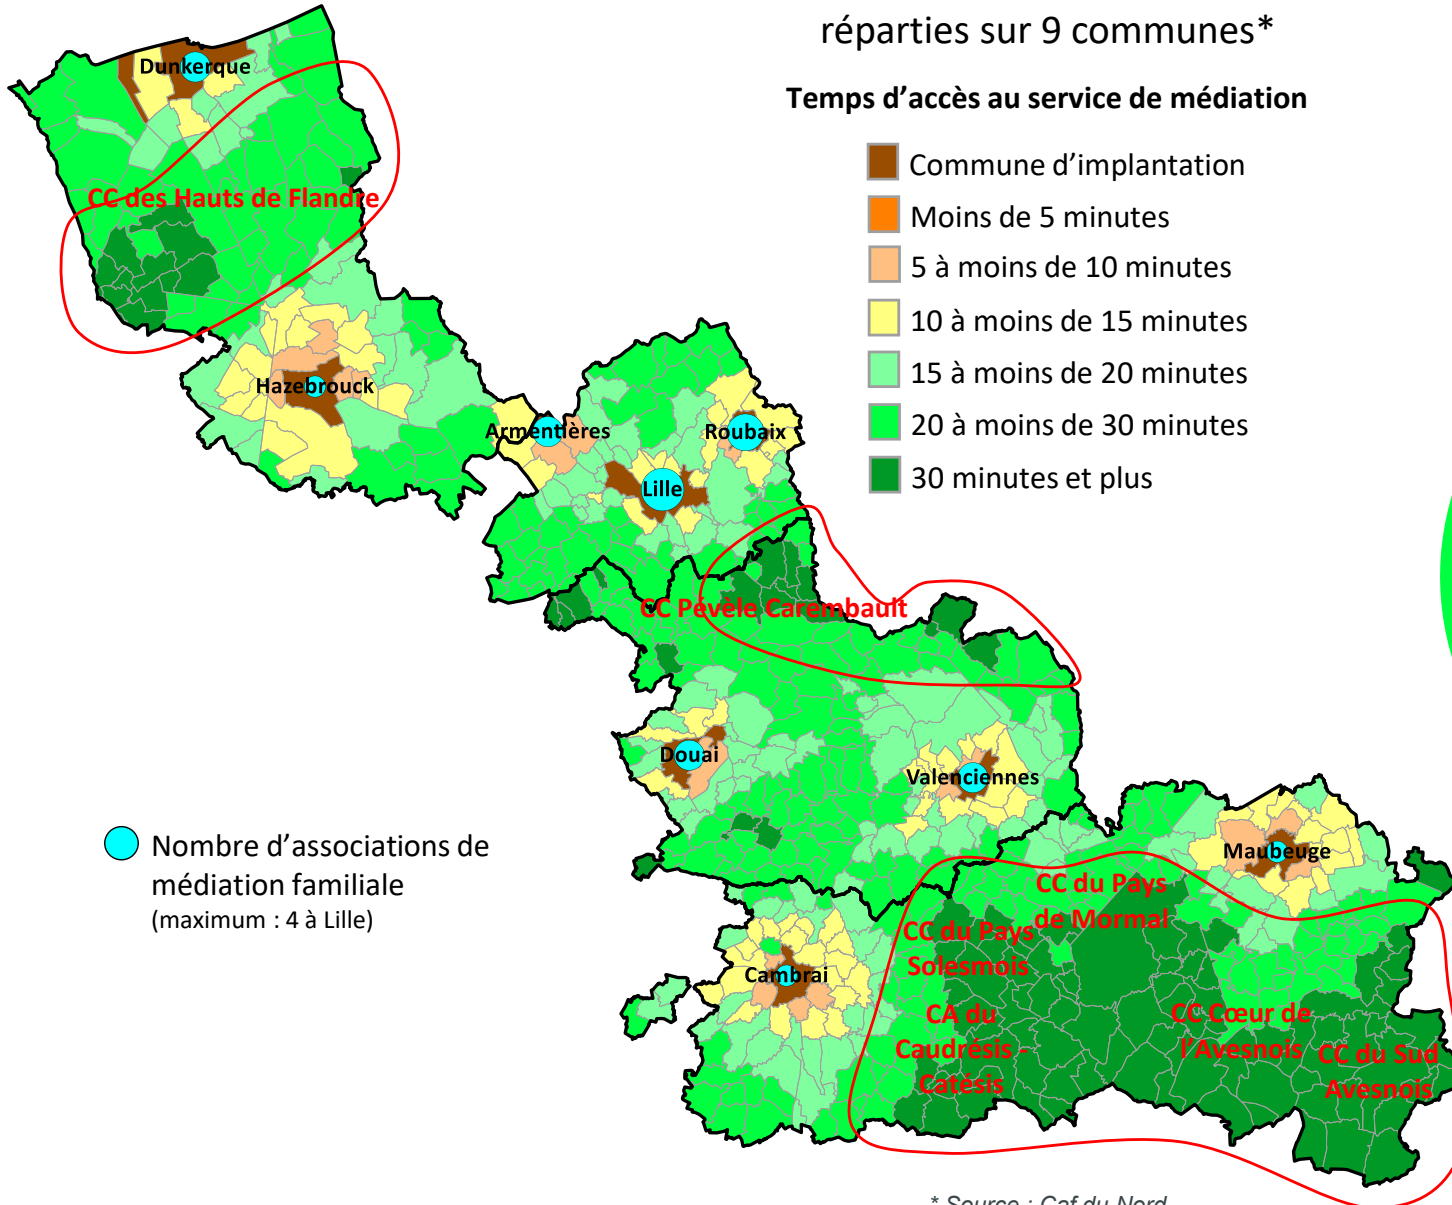 réparties sur 9 communes*
Temps d’accès au service de médiation
Commune d’implantation
Moins de 5 minutes
5 à moins de 10 minutes
10 à moins de 15 minutes
15 à moins de 20 minutes
20 à moins de 30 minutes
30 minutes et plus
Dunkerque
CC des Hauts de Flandre
Hazebrouck
Armentières
Roubaix
Lille
CC Pévèle Carembault
Douai
Valenciennes
Maubeuge
Cambrai
CC du Pays
de Mormal
CC du Pays
Solesmois
CA du
Caudrésis -
Catésis
CC Cœur de
l’Avesnois
CC du Sud
Avesnois
Nombre d’associations de
médiation familiale
(maximum : 4 à Lille)
* Source : Caf du Nord